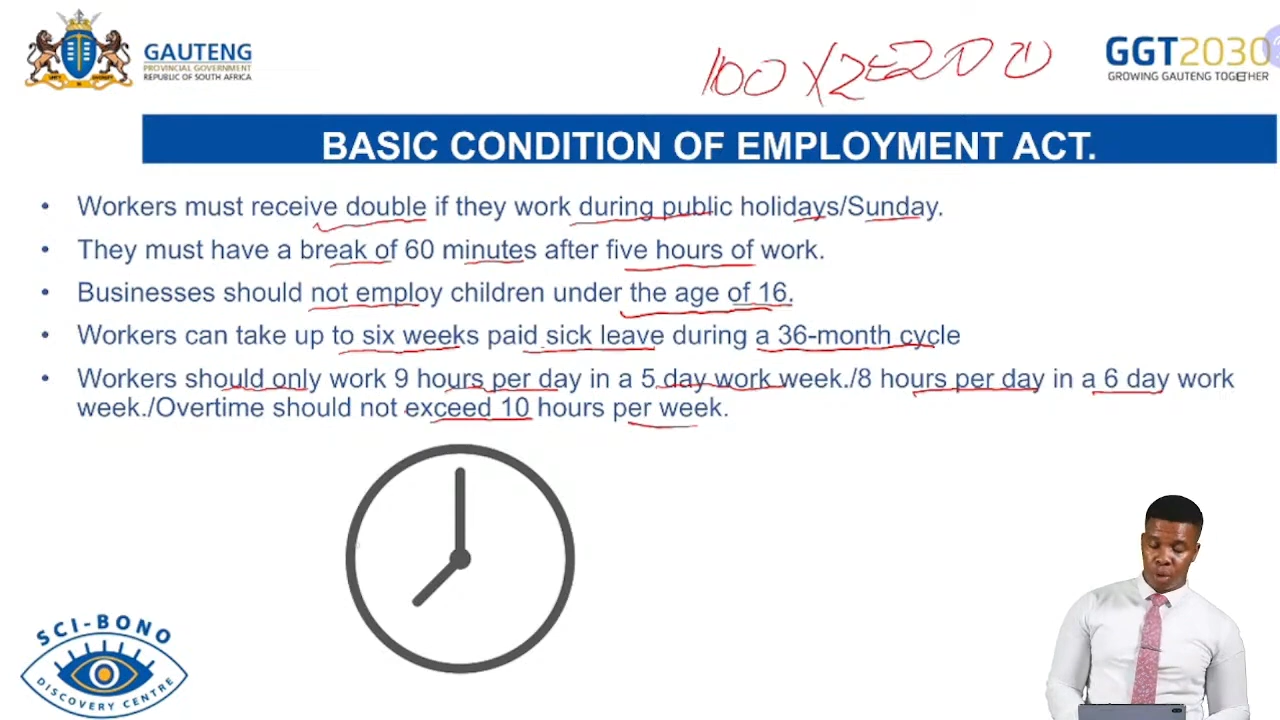 GAUTENG
PROVINCIAL GOVERNMENT
REPUBLIC OF SOUTH AFRICA
100 X 2 = 200
GGT2030
GROWING GAUTENG TOGETHER
BASIC CONDITION OF EMPLOYMENT ACT.
• Workers must receive double if they work during public holidays/Sunday.
• They must have a break of 60 minutes after five hours of work.
• Businesses should not employ children under the age of 16.
• Workers can take up to six weeks paid sick leave during a 36-month cycle
• Workers should only work 9 hours per day in a 5 day work week./8 hours per day in a 6 day work
week./Overtime should not exceed 10 hours per week.
SCI-BONO
DISCOVERY CENTRE